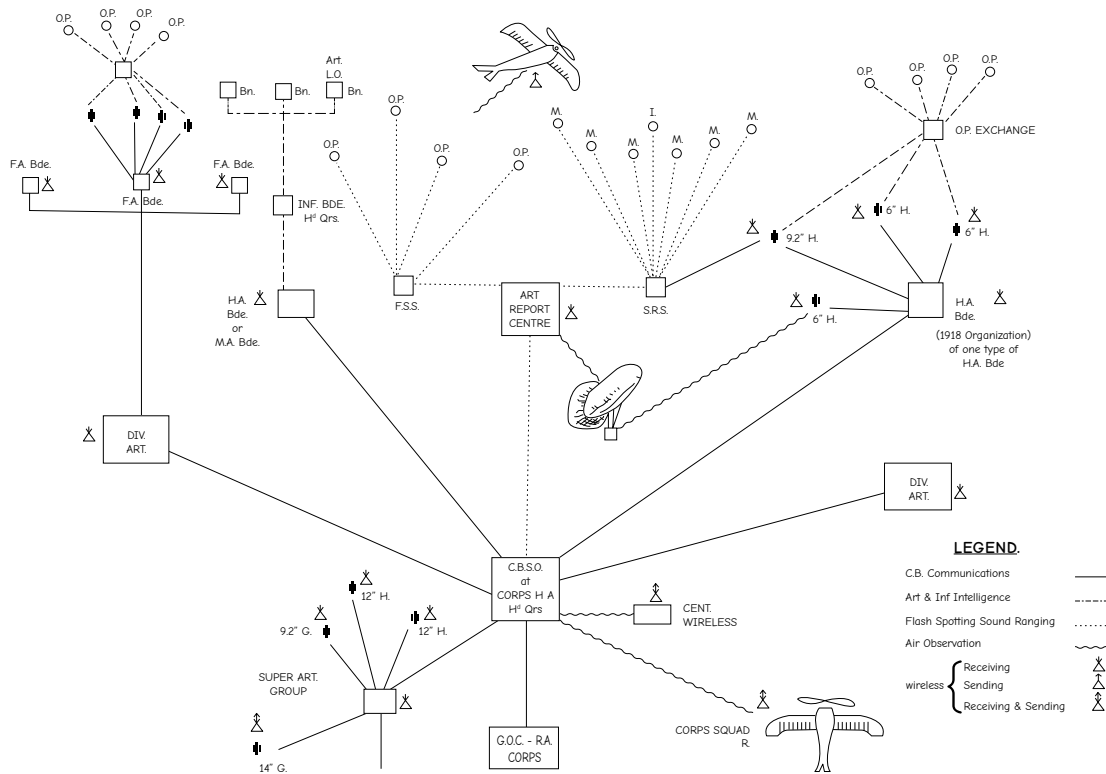 O.P.
O.P.
O.P.
O.P.
F.A. Bde.
F.A. Bde.
F.A. Bde.
Bn.
Bn.
Art.
L.O.
Bn.
INF. BDE.
Hd Qrs.
H.A.
Bde.
or
M.A. Bde.
O.P.
O.P.
O.P.
O.P.
F.S.S.
ART
REPORT
CENTRE
M.
M.
M.
I.
M.
M.
M.
S.R.S.
O.P.
O.P.
O.P.
O.P.
O.P. EXCHANGE
9.2" H.
6" H.
6" H.
6" H.
H.A.
Bde.
(1918 Organization)
of one type of
H.A. Bde
DIV.
ART.
DIV.
ART.
C.B.S.O.
at
CORPS H A
Hd Qrs
CENT.
WIRELESS
12" H.
9.2" G.
12" H.
SUPER ART.
GROUP
14" G.
G.O.C. - R.A.
CORPS
CORPS SQUAD
R.
LEGEND.
C.B. Communications
Art & Inf Intelligence
Flash Spotting Sound Ranging
Air Observation
wireless
Receiving
Sending
Receiving & Sending